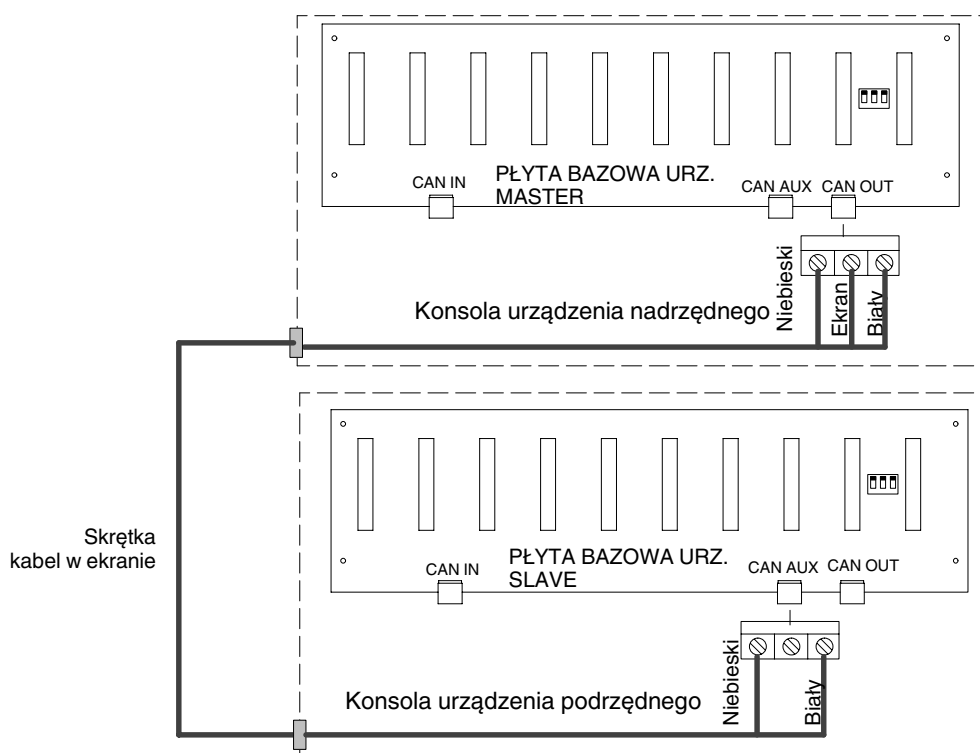 CAN IN
PŁYTA BAZOWA URZ.
MASTER
CAN AUX
CAN OUT
Niebieski
Ekran
Biały
Konsola urządzenia nadrzędnego
Skrętka
kabel w ekranie
CAN IN
PŁYTA BAZOWA URZ.
SLAVE
CAN AUX
CAN OUT
Niebieski
Biały
Konsola urządzenia podrzędnego